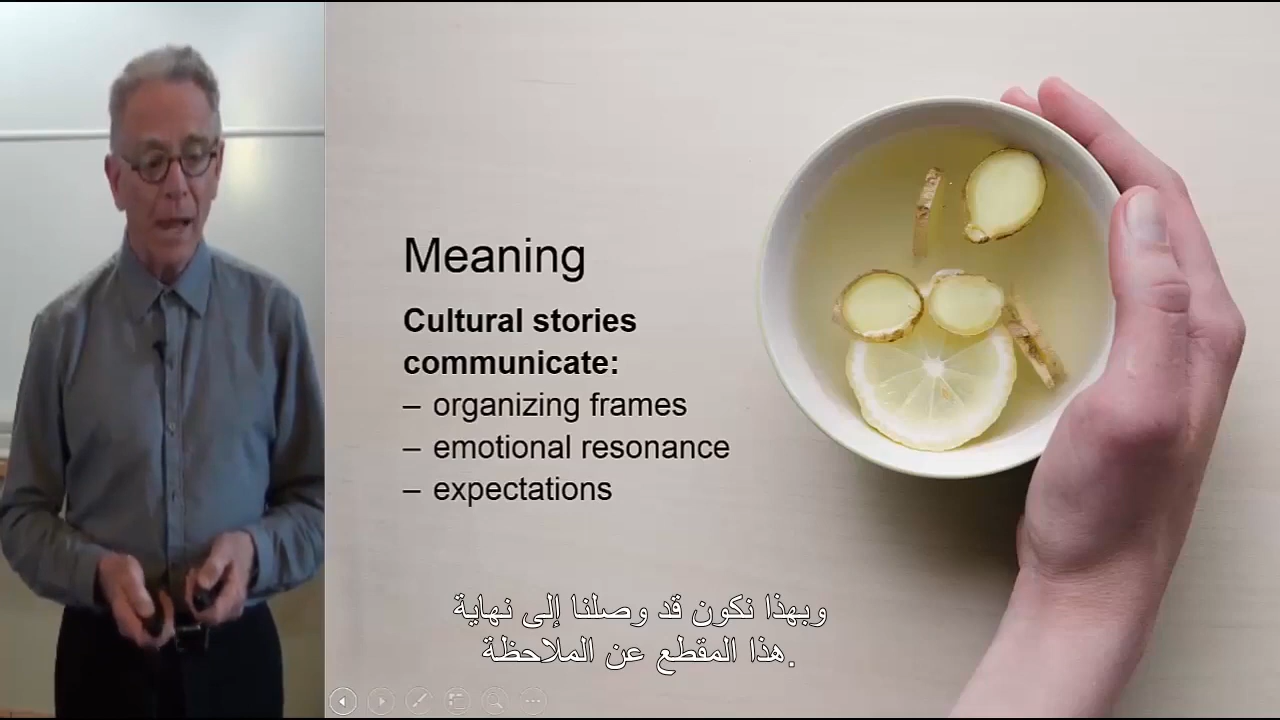 Meaning
Cultural stories
communicate:
– organizing frames
– emotional resonance
– expectations
وبهذا نكون قد وصلنا إلى نهاية
هذا المقطع عن الملاحظة.